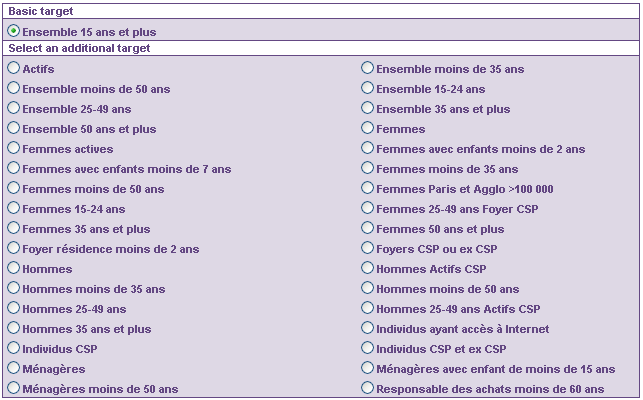 Basic target
Ensemble 15 ans et plus
Select an additional target
Actifs Ensemble moins de 35 ans
Ensemble moins de 50 ans Ensemble 15-24 ans
Ensemble 25-49 ans Ensemble 35 ans et plus
Ensemble 50 ans et plus Femmes
Femmes actives Femmes avec enfants moins de 2 ans
Femmes avec enfants moins de 7 ans Femmes moins de 35 ans
Femmes moins de 50 ans Femmes Paris et Agglo >100 000
Femmes 15-24 ans Femmes 25-49 ans Foyer CSP
Femmes 35 ans et plus Femmes 50 ans et plus
Foyer résidence moins de 2 ans Foyers CSP ou ex CSP
Hommes Hommes Actifs CSP
Hommes moins de 35 ans Hommes moins de 50 ans
Hommes 25-49 ans Hommes 25-49 ans Actifs CSP
Hommes 35 ans et plus Individus ayant accès à Internet
Individus CSP Individus CSP et ex CSP
Ménagères Ménagères avec enfant de moins de 15 ans
Ménagères moins de 50 ans Responsable des achats moins de 60 ans